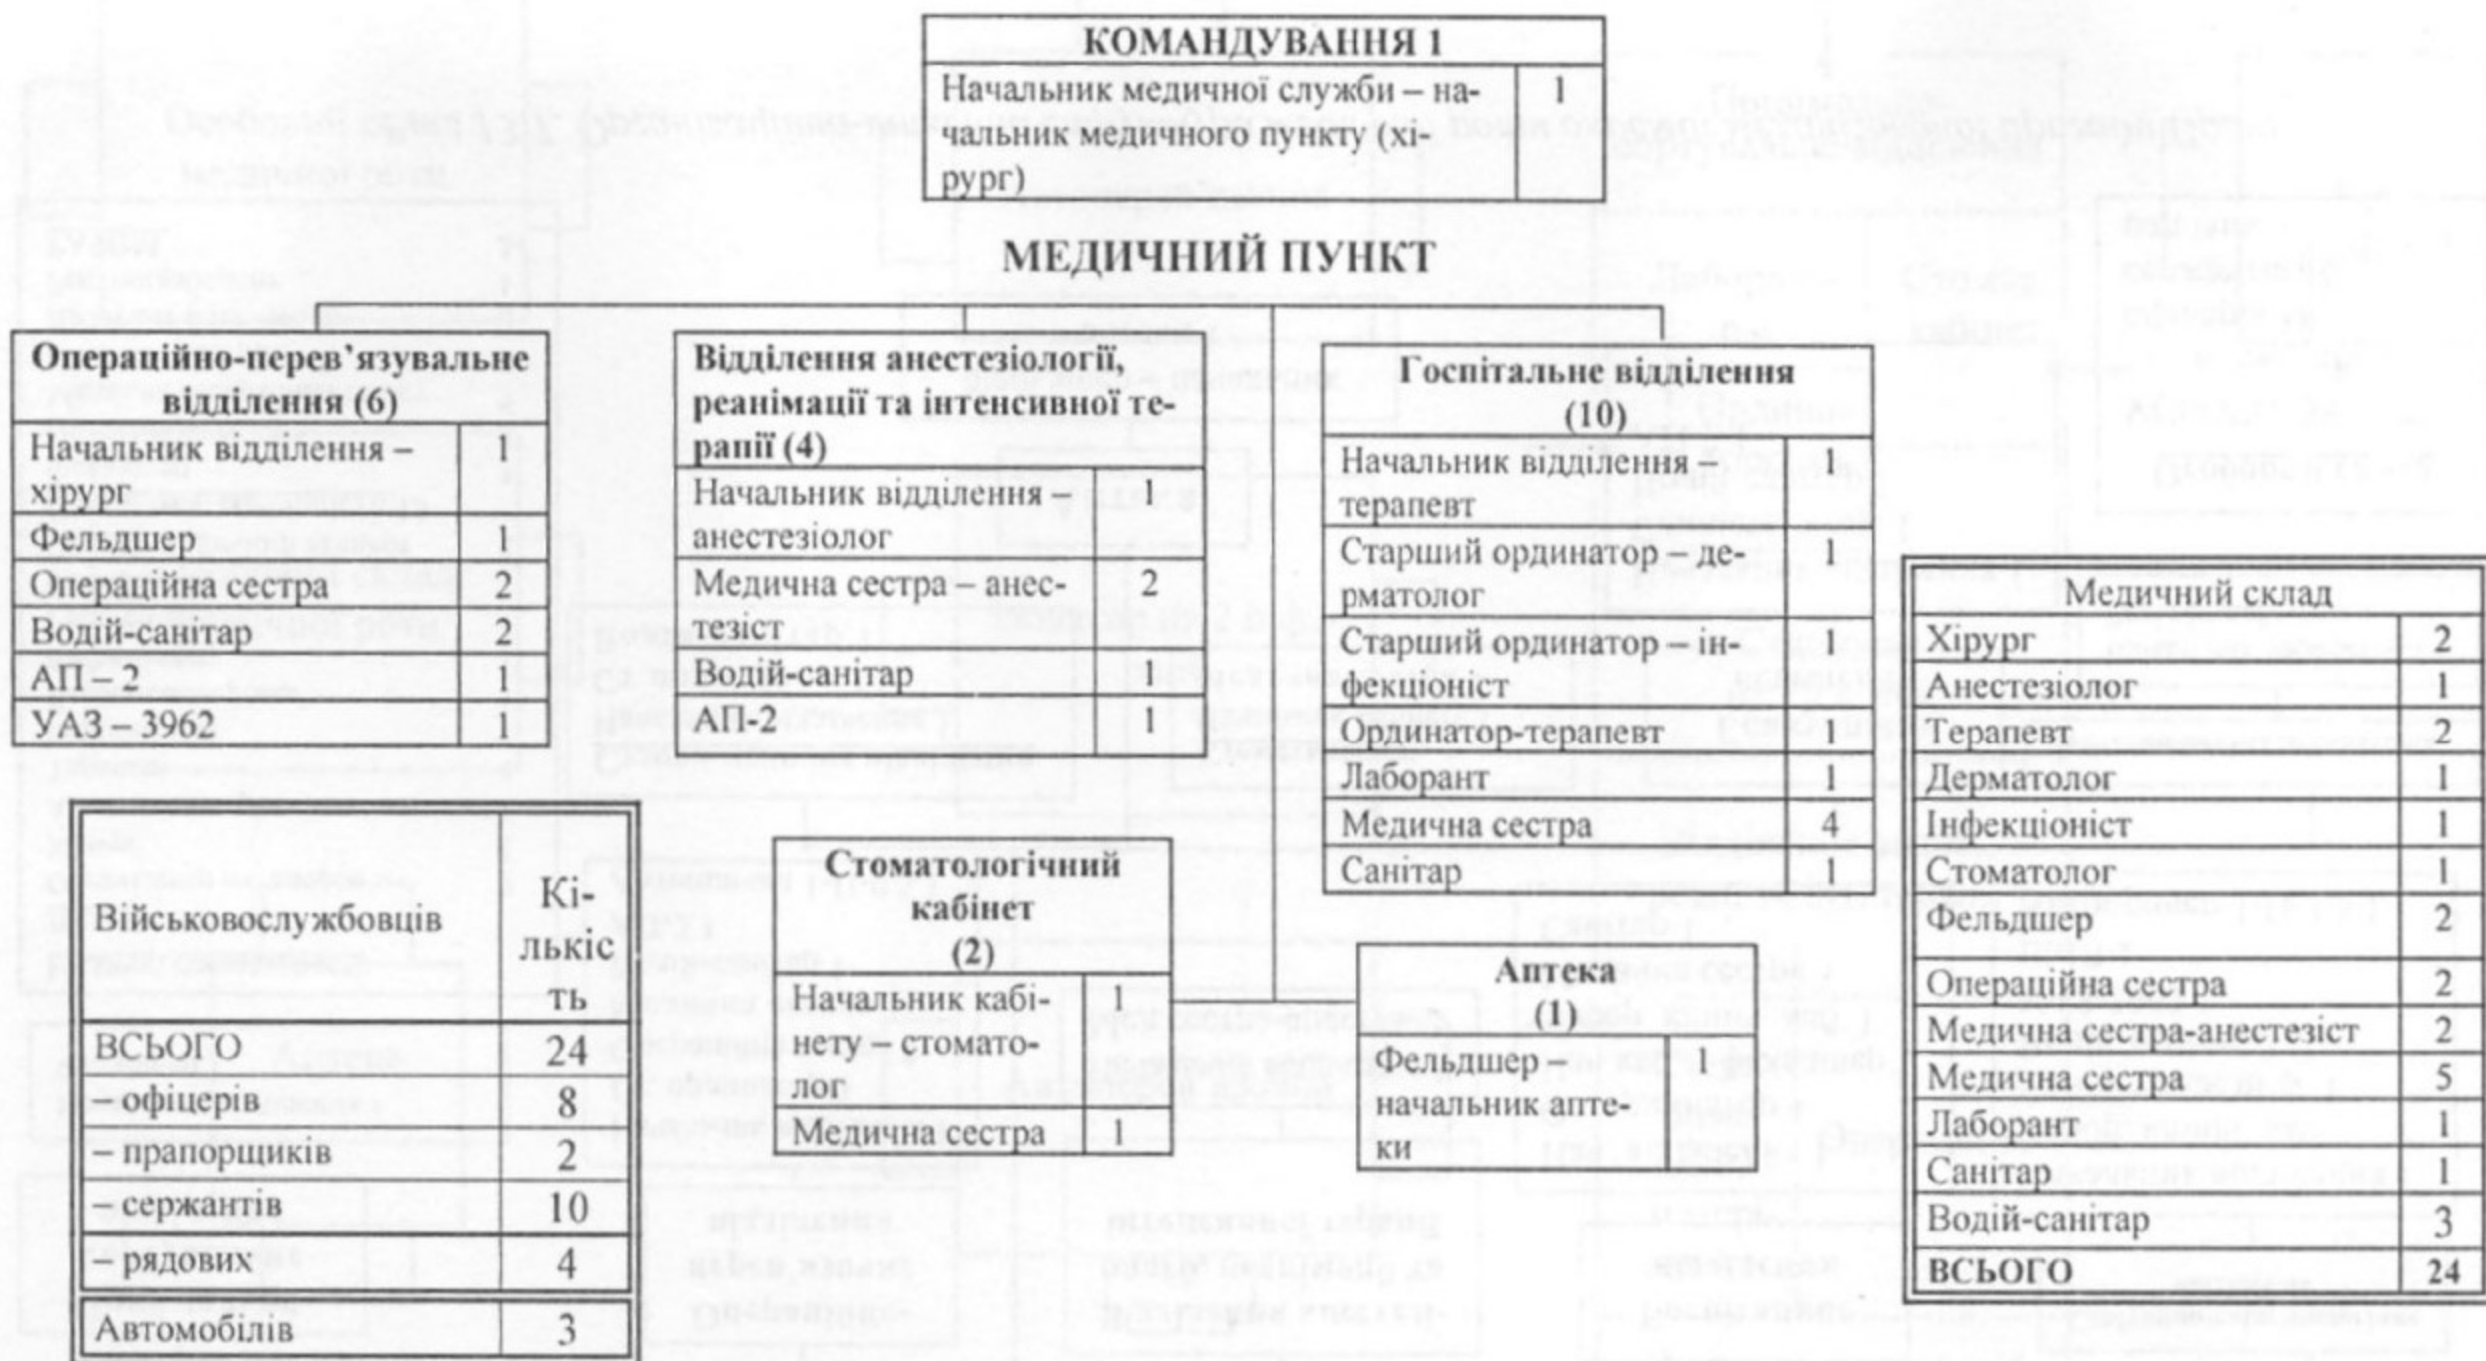 КОМАНДУВАННЯ 1
Начальник медичної служби – на- 1
чальник медичного пункту (хі-
рург)
МЕДИЧНИЙ ПУНКТ
Операційно-перев’язувальне
відділення (6)
Начальник відділення – 1
хірург
Фельдшер 1
Операційна сестра 2
Водій-санітар 2
АП – 2 1
УАЗ – 3962 1
Відділення анестезіології,
реанімації та інтенсивної те-
рапії (4)
Начальник відділення – 1
анестезіолог
Медична сестра – анес- 2
тезіст
Водій-санітар 1
АП-2 1
Госпітальне відділення
(10)
Начальник відділення – 1
терапевт
Старший ординатор – де- 1
рматолог
Старший ординатор – ін- 1
фекціоніст
Ординатор-терапевт 1
Лаборант 1
Медична сестра 4
Санітар 1
Військовослужбовців Кі-
лькіс
ть
ВСЬОГО 24
– офіцерів 8
– прапорщиків 2
– сержантів 10
– рядових 4
Автомобілів 3
Стоматологічний
кабінет
(2)
Начальник кабі- 1
нету – стомато-
лог
Медична сестра 1
Аптека
(1)
Фельдшер – 1
начальник апте-
ки
Медичний склад
Хірург 2
Анестезіолог 1
Терапевт 2
Дерматолог 1
Інфекціоніст 1
Стоматолог 1
Фельдшер 2
Операційна сестра 2
Медична сестра-анестезіст 2
Медична сестра 5
Лаборант 1
Санітар 1
Водій-санітар 3
ВСЬОГО 24